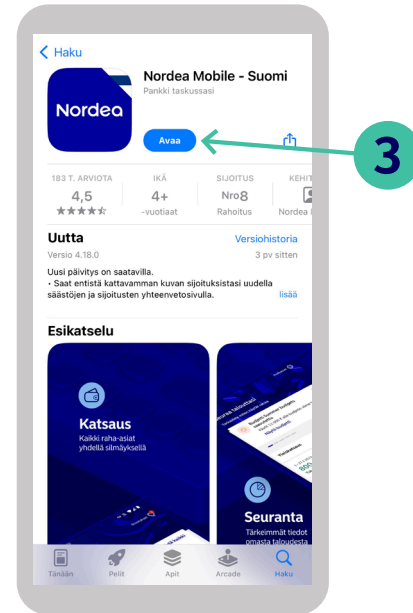 Haku
Nordea
Nordea Mobile - Suomi
Pankki taskussasi
Avaa
3
183 T. ARVIOTA
4,5
IKÄ
4+
-vuotiaat
SIJOITUS
Nro8
Rahoitus
KEHIT
Nordea
Uutta
Versiohistoria
Versio 4.18.0
3 pv sitten
Uusi päivitys on saatavilla.
• Saat entistä kattavamman kuvan sijoituksistasi uudella
säästöjen ja sijoitusten yhteenvetosivulla.
lisää
Esikatselu
Katsaus
Kaikki raha-asiat
yhdellä silmäyksellä
Seuranta
Tärkeimmät tiedot
omasta taloudesta
Tänään
Pelit
Apit
Arcade
Haku